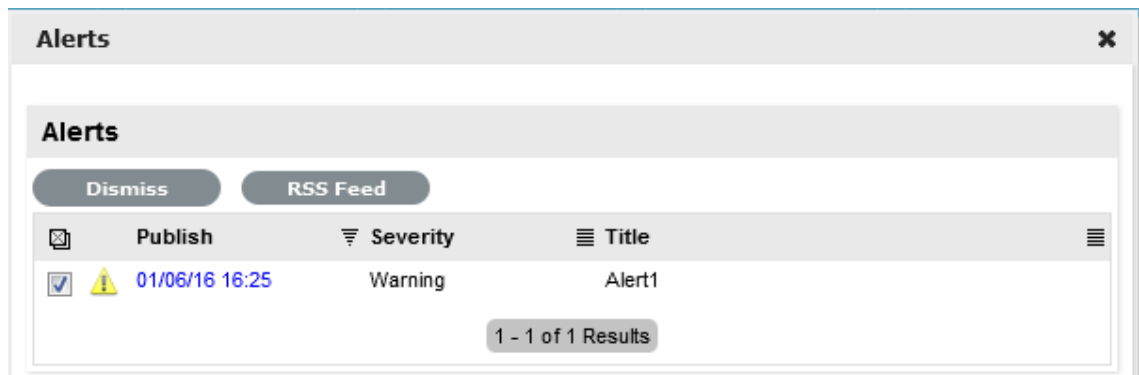 Alerts
Alerts
Dismiss RSS Feed
Publish Severity Title
01/06/16 16:25 Warning Alert1
1 - 1 of 1 Results